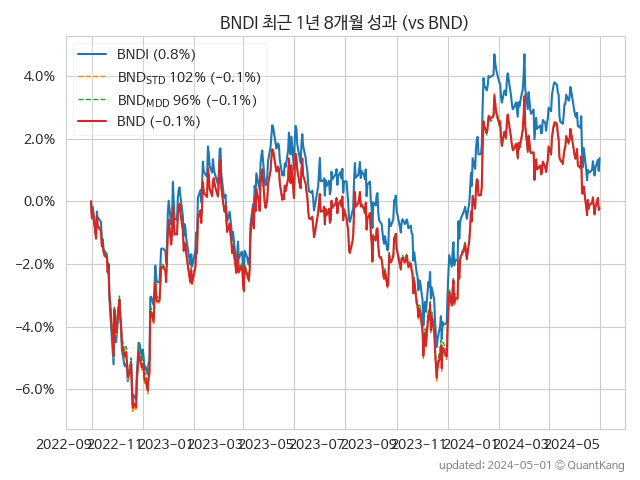 BNDI 최근 1년 8개월 성과 (vs BND)
BNDI (0.8%)
BND_STD 102% (−0.1%)
BND_MDD 96% (−0.1%)
BND (−0.1%)
4.0%
2.0%
0.0%
−2.0%
−4.0%
−6.0%
2022-09 2022-11 2023-01 2023-03 2023-05 2023-07 2023-09 2023-11 2024-01 2024-03 2024-05
updated: 2024-05-01 © QuantKang